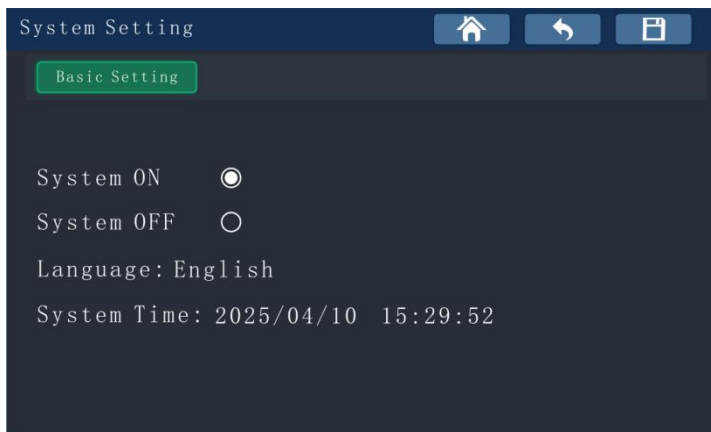 System Setting
Basic Setting
System ON
System OFF
Language: English
System Time: 2025/04/10 15:29:52